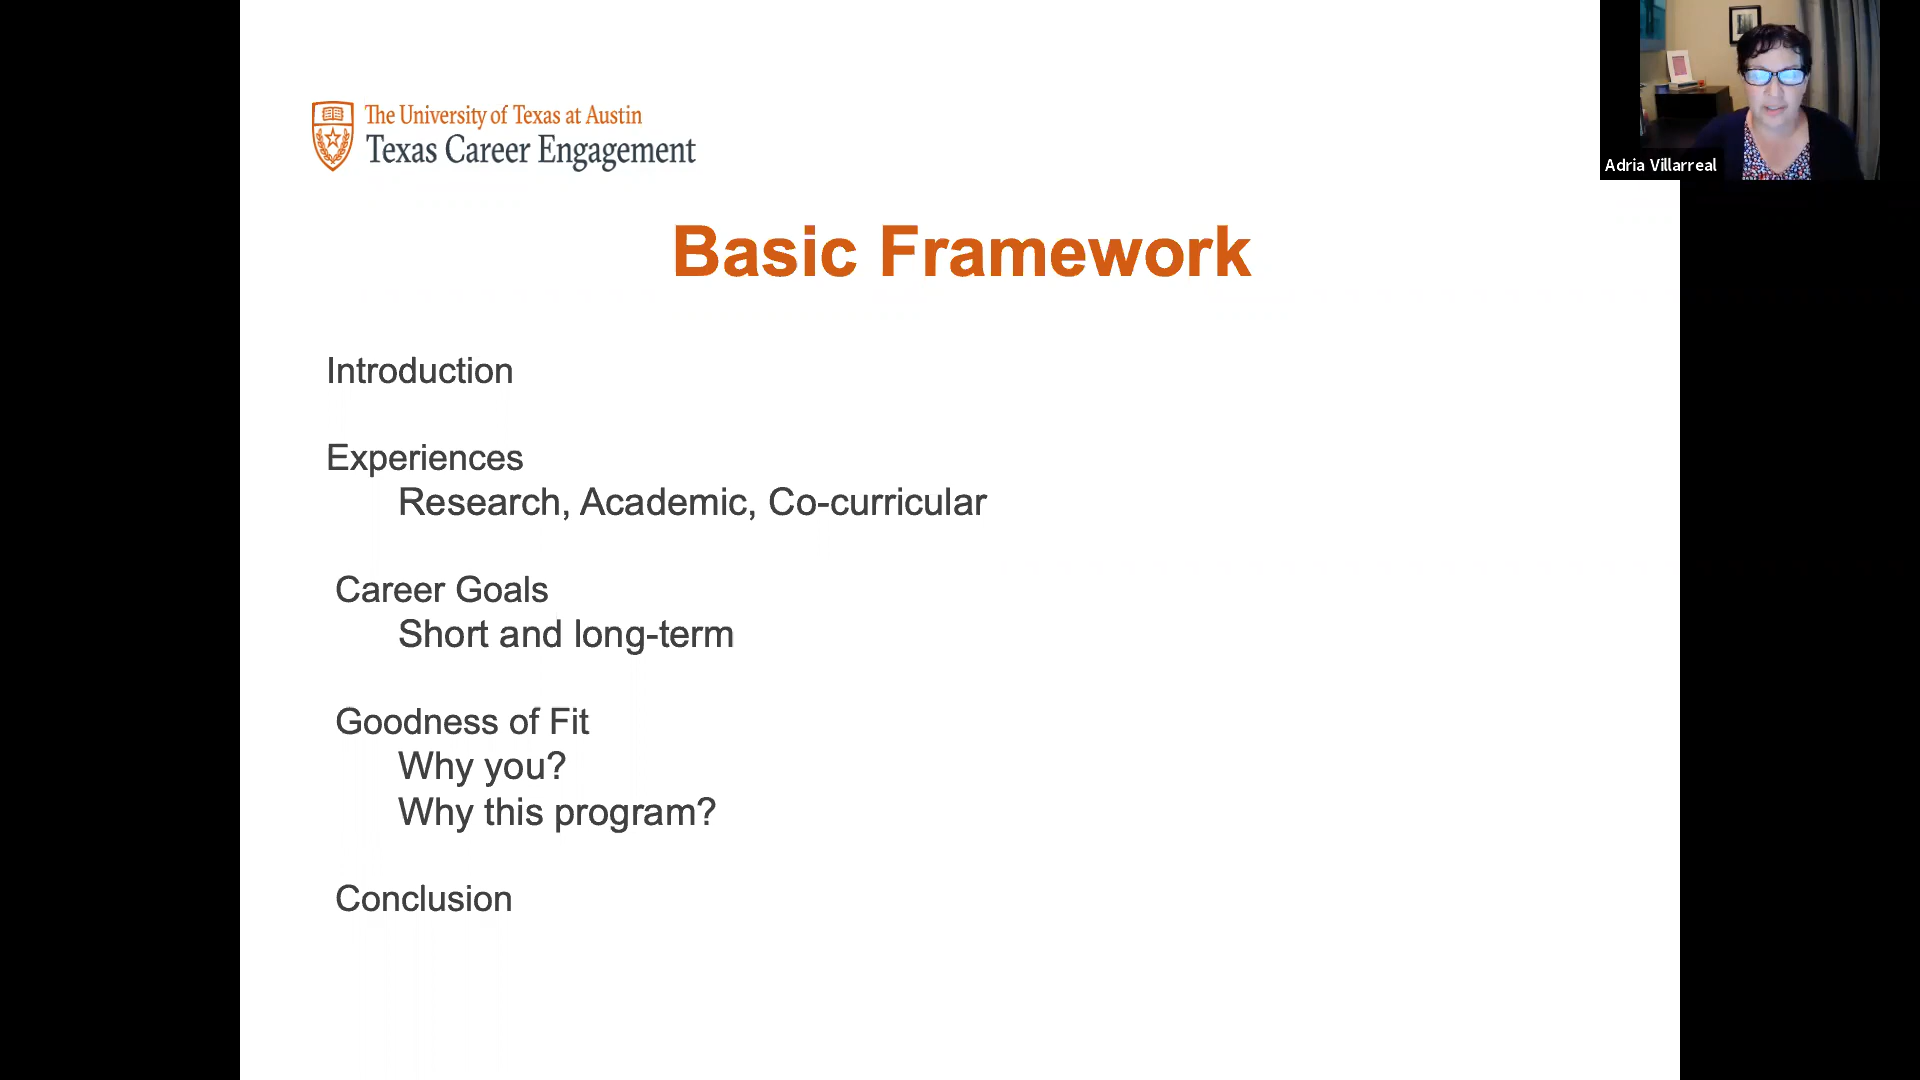 The University of Texas at Austin
Texas Career Engagement
Adria Villarreal
Basic Framework
Introduction
Experiences
Research, Academic, Co-curricular
Career Goals
Short and long-term
Goodness of Fit
Why you?
Why this program?
Conclusion